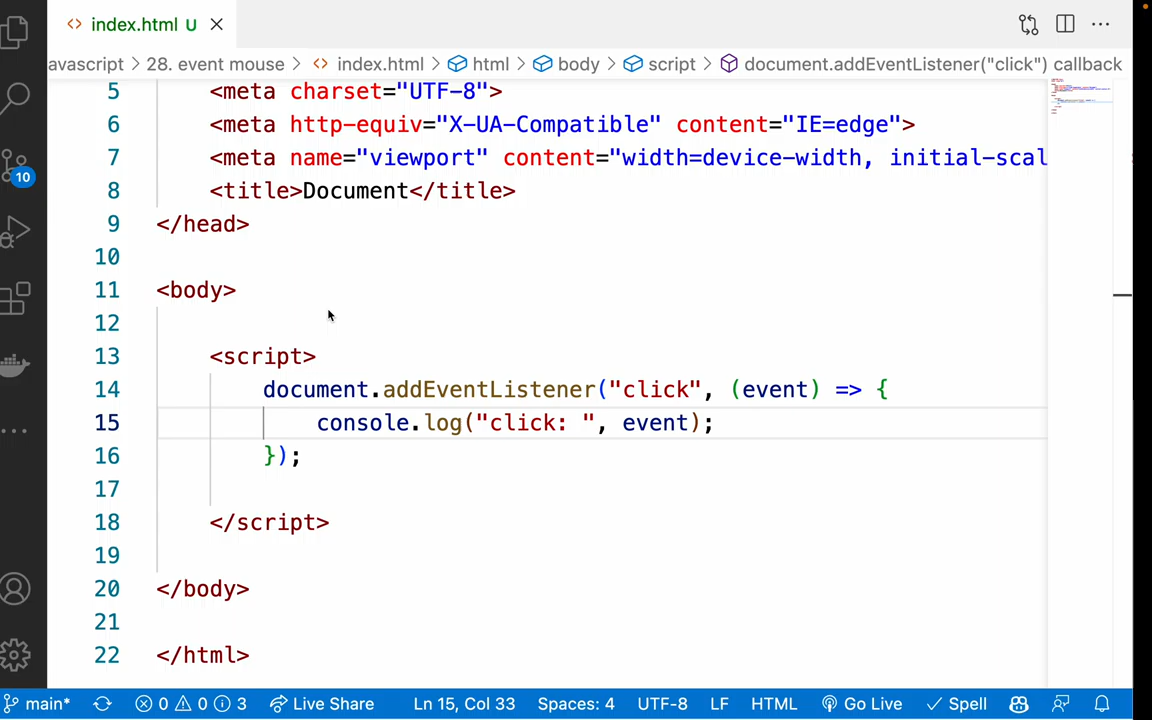 index.html U
avascript > 28. event mouse > index.html > html > body > script > document.addEventListener("click") callback
5 <meta charset="UTF-8">
6 <meta http-equiv="X-UA-Compatible" content="IE=edge">
7 <meta name="viewport" content="width=device-width, initial-scal
8 <title>Document</title>
9 </head>
10
11 <body>
12
13 <script>
14 document.addEventListener("click", (event) => {
15 console.log("click: ", event);
16 });
17
18 </script>
19
20 </body>
21
22 </html>
10
main* 0 0 3 Live Share Ln 15, Col 33 Spaces: 4 UTF-8 LF HTML Go Live Spell